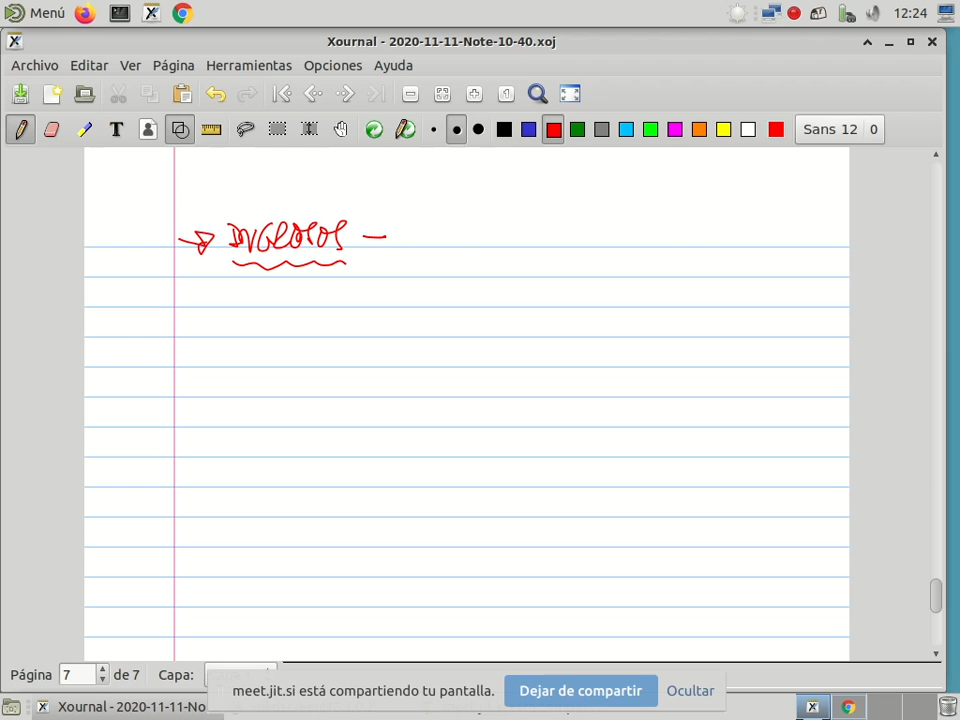 Menú 12:24
Xournal - 2020-11-11-Note-10-40.xoj
Archivo Editar Ver Página Herramientas Opciones Ayuda
T Sans 12 0
Página 7 de 7 Capa:
meet.jit.si está compartiendo tu pantalla. Dejar de compartir Ocultar
Xournal - 2020-11-11-No